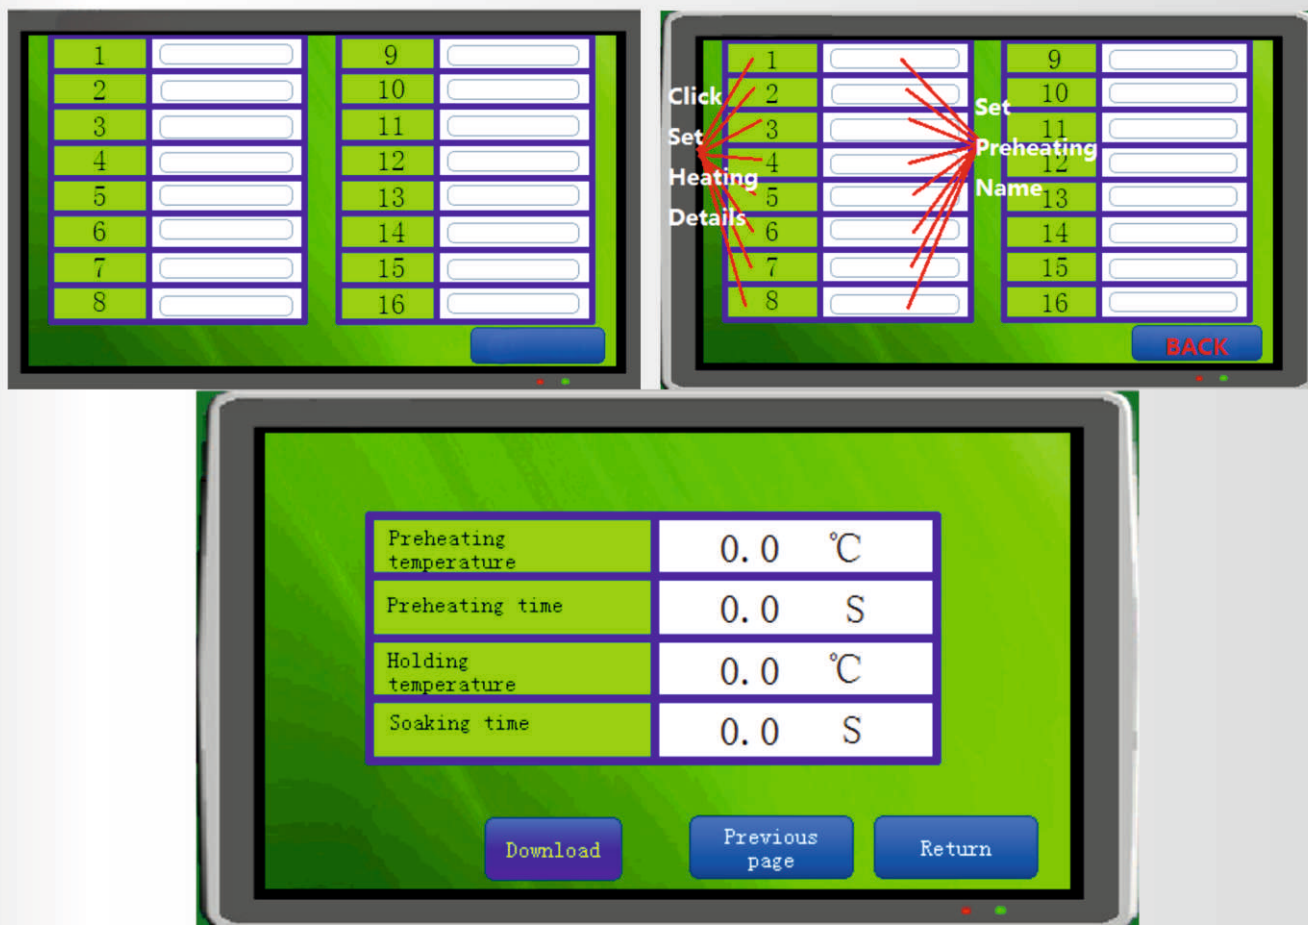 1 9
2 10
3 11
4 12
5 13
6 14
7 15
8 16
Click
Set
Heating
Details
1 9
2 10
3 11
4 12
5 13
6 14
7 15
8 16
Set
Preheating
Name
BACK
Preheating
temperature
0.0 ℃
Preheating time 0.0 S
Holding
temperature
0.0 ℃
Soaking time 0.0 S
Download
Previous
page
Return